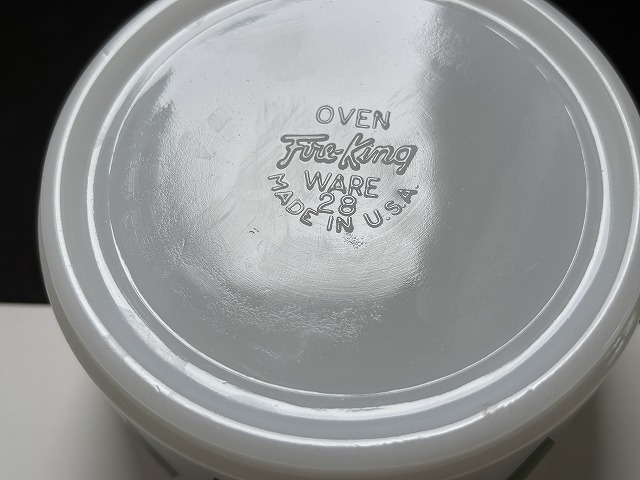 OVEN
Fire-King
WARE
28
MADE IN U.S.A.